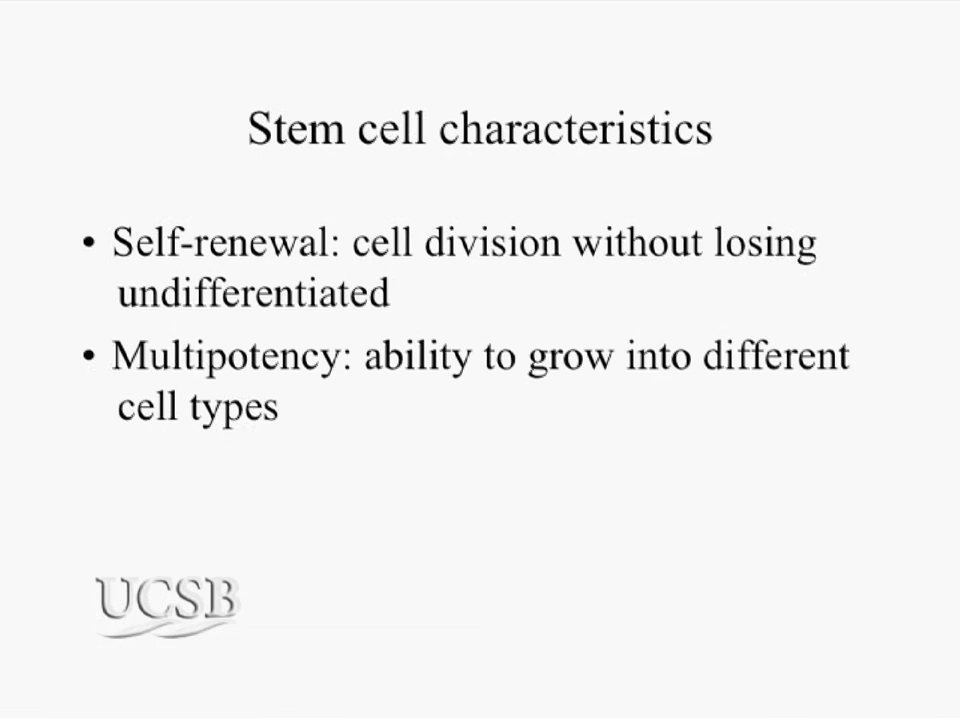 Stem cell characteristics
• Self-renewal: cell division without losing
undifferentiated
• Multipotency: ability to grow into different
cell types
UCSB